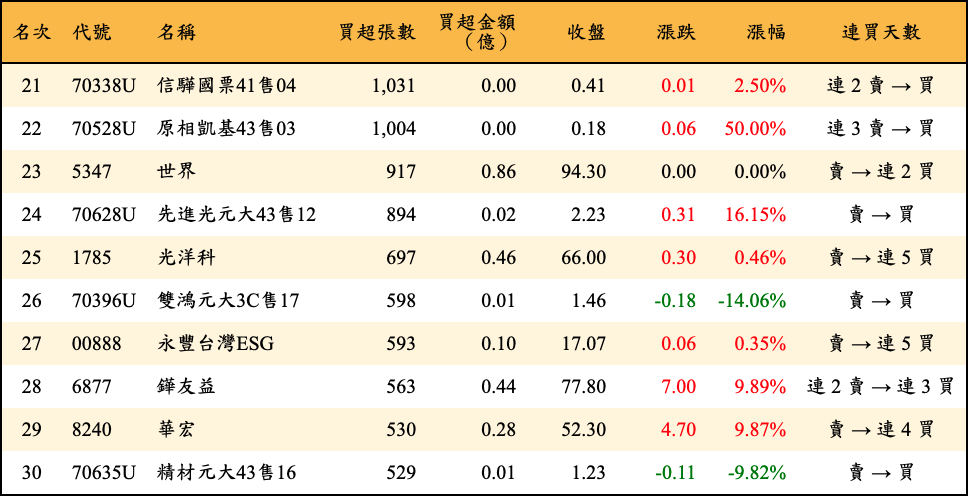 名次 代號 名稱 買超張數 買超金額(億) 收盤 漲跌 漲幅 連買天數
21 70338U 信驊國票41售04 1,031 0.00 0.41 0.01 2.50% 連 2 賣 → 買
22 70528U 原相凱基43售03 1,004 0.00 0.18 0.06 50.00% 連 3 賣 → 買
23 5347 世界 917 0.86 94.30 0.00 0.00% 賣 → 連 2 買
24 70628U 先進光元大43售12 894 0.02 2.23 0.31 16.15% 賣 → 買
25 1785 光洋科 697 0.46 66.00 0.30 0.46% 賣 → 連 5 買
26 70396U 雙鴻元大3C售17 598 0.01 1.46 -0.18 -14.06% 賣 → 買
27 00888 永豐台灣ESG 593 0.10 17.07 0.06 0.35% 賣 → 連 5 買
28 6877 鏵友益 563 0.44 77.80 7.00 9.89% 連 2 賣 → 連 3 買
29 8240 華宏 530 0.28 52.30 4.70 9.87% 賣 → 連 4 買
30 70635U 精材元大43售16 529 0.01 1.23 -0.11 -9.82% 賣 → 買